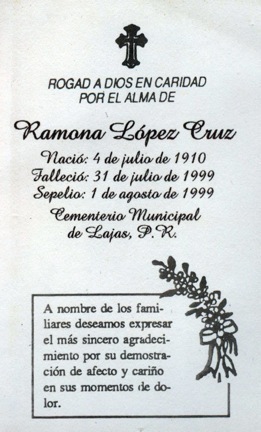 ROGAD A DIOS EN CARIDAD
POR EL ALMA DE
Ramona López Cruz
Nació: 4 de julio de 1910
Falleció: 31 de julio de 1999
Sepelio: 1 de agosto de 1999
Cementerio Municipal
de Lajas, P.R.
A nombre de los fami-
liares deseamos expresar
el más sincero agradeci-
miento por su demostra-
ción de afecto y cariño
en sus momentos de do-
lor.